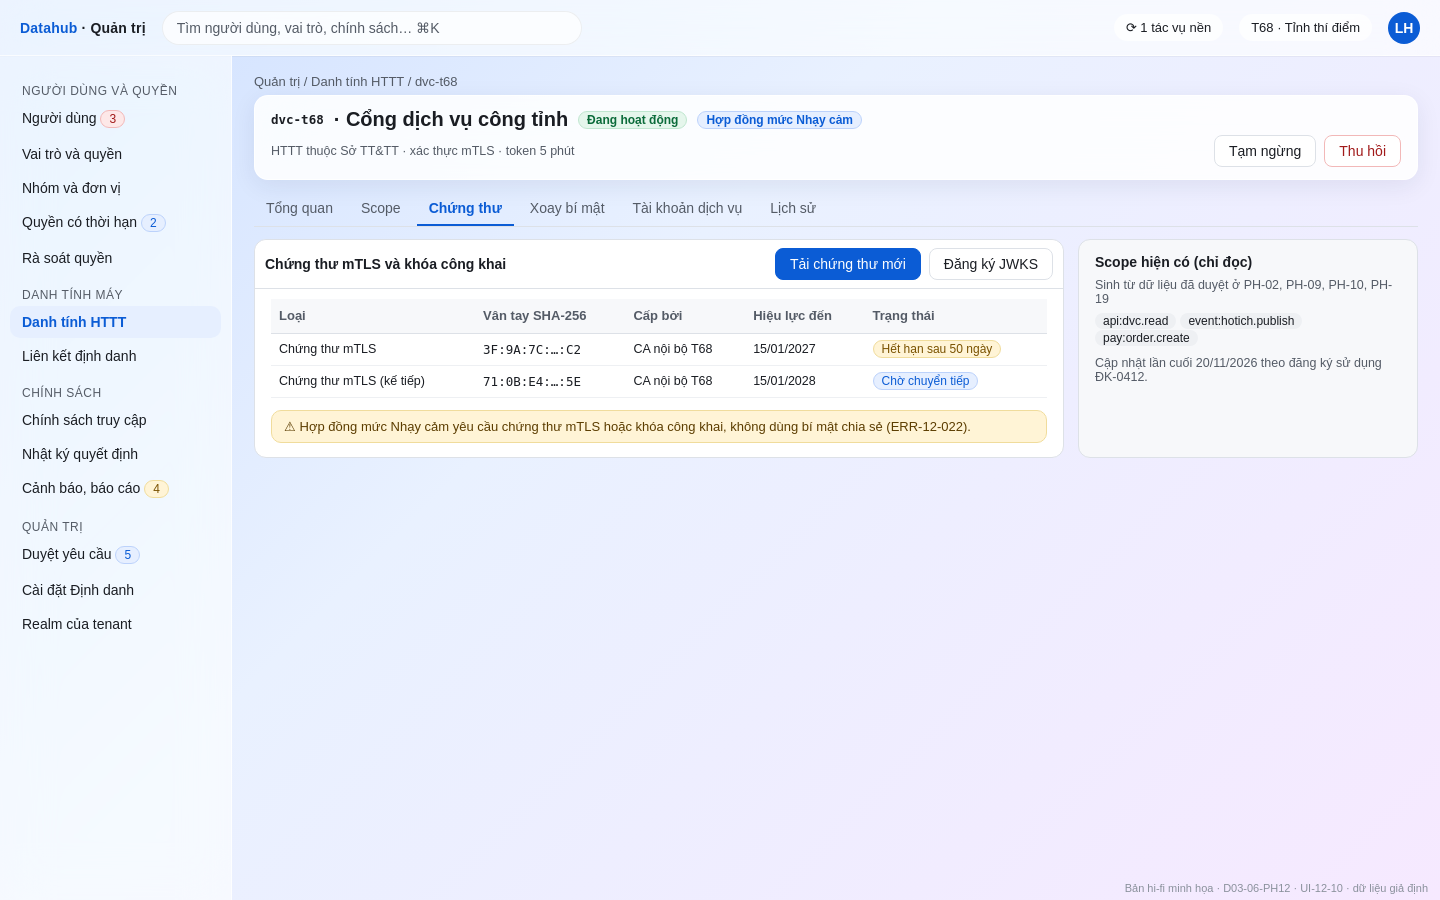 Datahub · Quản trị
Tìm người dùng, vai trò, chính sách… ⌘K
⟳ 1 tác vụ nền
T68 · Tỉnh thí điểm
LH
NGƯỜI DÙNG VÀ QUYỀN
Người dùng 3
Vai trò và quyền
Nhóm và đơn vị
Quyền có thời hạn 2
Rà soát quyền
DANH TÍNH MÁY
Danh tính HTTT
Liên kết định danh
CHÍNH SÁCH
Chính sách truy cập
Nhật ký quyết định
Cảnh báo, báo cáo 4
QUẢN TRỊ
Duyệt yêu cầu 5
Cài đặt Định danh
Realm của tenant
Quản trị / Danh tính HTTT / dvc-t68
dvc-t68 · Cổng dịch vụ công tỉnh Đang hoạt động Hợp đồng mức Nhạy cảm
HTTT thuộc Sở TT&TT · xác thực mTLS · token 5 phút
Tạm ngừng
Thu hồi
Tổng quan Scope Chứng thư Xoay bí mật Tài khoản dịch vụ Lịch sử
Chứng thư mTLS và khóa công khai
Tải chứng thư mới
Đăng ký JWKS
Loại Vân tay SHA-256 Cấp bởi Hiệu lực đến Trạng thái
Chứng thư mTLS 3F:9A:7C:…:C2 CA nội bộ T68 15/01/2027 Hết hạn sau 50 ngày
Chứng thư mTLS (kế tiếp) 71:0B:E4:…:5E CA nội bộ T68 15/01/2028 Chờ chuyển tiếp
⚠ Hợp đồng mức Nhạy cảm yêu cầu chứng thư mTLS hoặc khóa công khai, không dùng bí mật chia sẻ (ERR-12-022).
Scope hiện có (chỉ đọc)
Sinh từ dữ liệu đã duyệt ở PH-02, PH-09, PH-10, PH-
19
api:dvc.read event:hotich.publish
pay:order.create
Cập nhật lần cuối 20/11/2026 theo đăng ký sử dụng
ĐK-0412.
Bản hi-fi minh họa · D03-06-PH12 · UI-12-10 · dữ liệu giả định